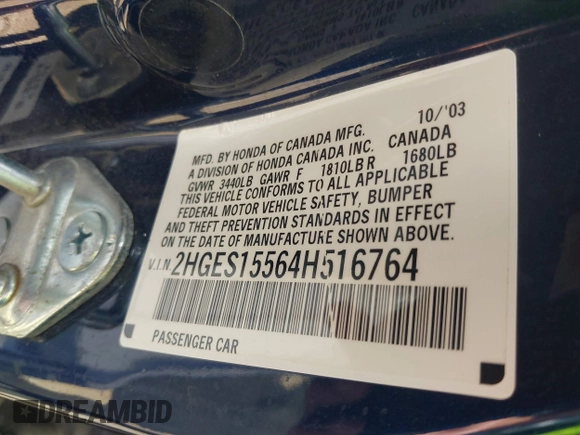 10/'03
MFD. BY HONDA OF CANADA MFG.
A DIVISION OF HONDA CANADA INC. CANADA
GVWR 3440LB GAWR F 1810LB R 1680LB
THIS VEHICLE CONFORMS TO ALL APPLICABLE
FEDERAL MOTOR VEHICLE SAFETY, BUMPER
AND THEFT PREVENTION STANDARDS IN EFFECT
ON THE DATE OF MANUFACTURE SHOWN ABOVE.
V.I.N. 2HGES15564H516764
PASSENGER CAR
DREAMBID